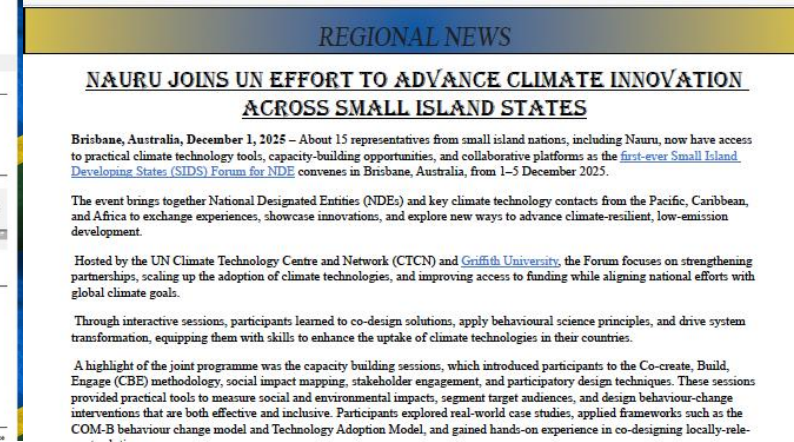 REGIONAL NEWS
NAURU JOINS UN EFFORT TO ADVANCE CLIMATE INNOVATION
ACROSS SMALL ISLAND STATES
Brisbane, Australia, December 1, 2025 – About 15 representatives from small island nations, including Nauru, now have access
to practical climate technology tools, capacity-building opportunities, and collaborative platforms as the first-ever Small Island
Developing States (SIDS) Forum for NDE convenes in Brisbane, Australia, from 1–5 December 2025.
The event brings together National Designated Entities (NDEs) and key climate technology contacts from the Pacific, Caribbean,
and Africa to exchange experiences, showcase innovations, and explore new ways to advance climate-resilient, low-emission
development.
Hosted by the UN Climate Technology Centre and Network (CTCN) and Griffith University, the Forum focuses on strengthening
partnerships, scaling up the adoption of climate technologies, and improving access to funding while aligning national efforts with
global climate goals.
Through interactive sessions, participants learned to co-design solutions, apply behavioural science principles, and drive system
transformation, equipping them with skills to enhance the uptake of climate technologies in their countries.
A highlight of the joint programme was the capacity building sessions, which introduced participants to the Co-create, Build,
Engage (CBE) methodology, social impact mapping, stakeholder engagement, and participatory design techniques. These sessions
provided practical tools to measure social and environmental impacts, segment target audiences, and design behaviour-change
interventions that are both effective and inclusive. Participants explored real-world case studies, applied frameworks such as the
COM-B behaviour change model and Technology Adoption Model, and gained hands-on experience in co-designing locally-rele-